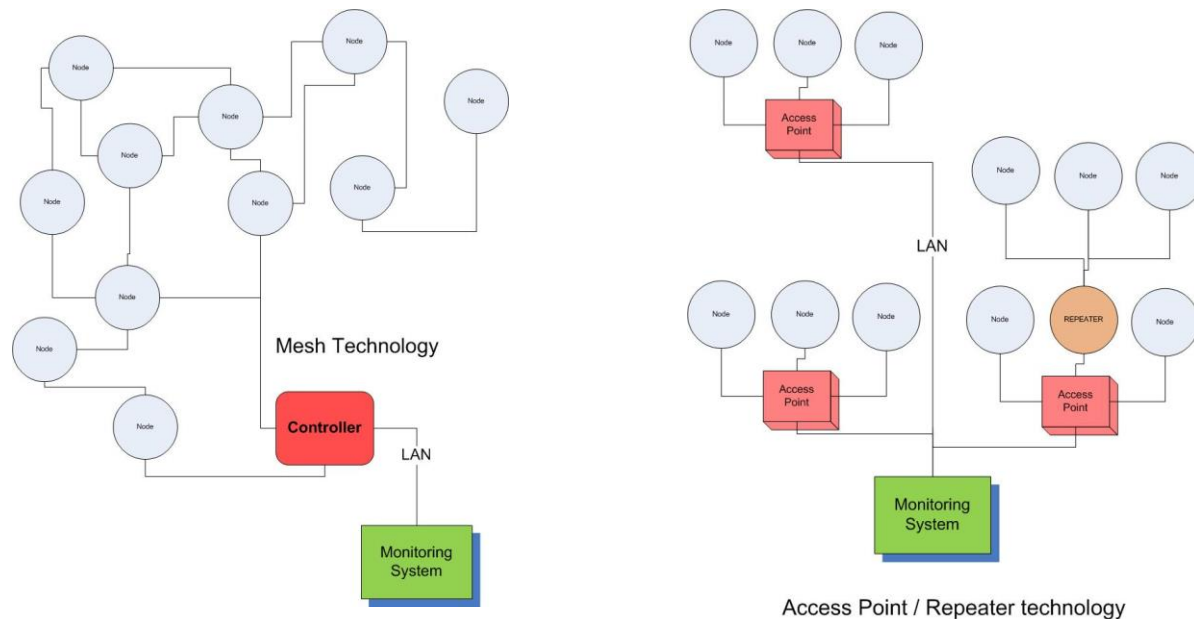 Node
Node
Node
Node
Node
Node
Node
Node
Node
Node
Node
Mesh Technology
Controller
LAN
Monitoring
System
Node
Node
Node
Access
Point
Node
Node
Node
LAN
Node
Node
Node
Node
REPEATER
Node
Access
Point
Access
Point
Monitoring
System
Access Point / Repeater technology